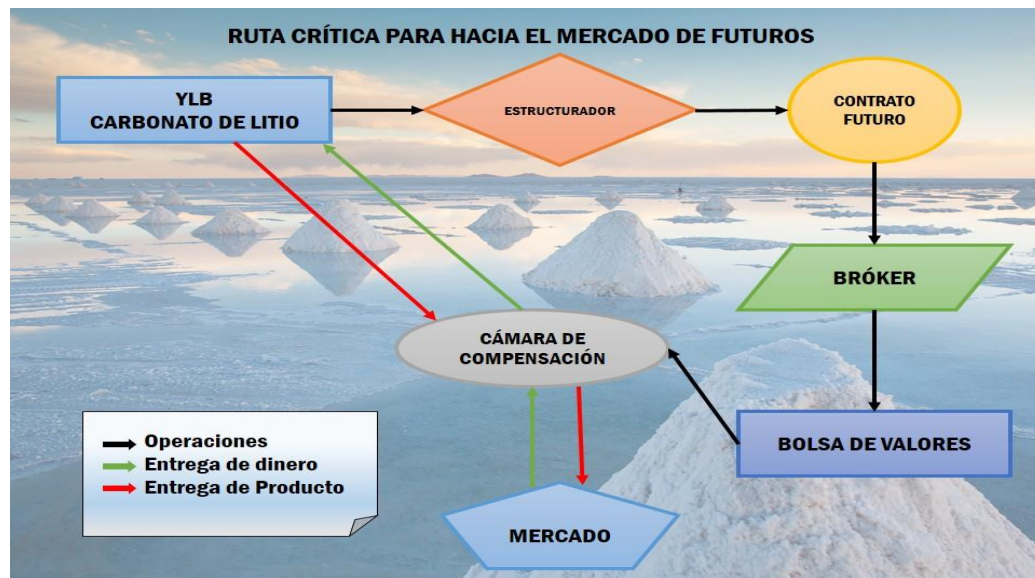 RUTA CRÍTICA PARA HACIA EL MERCADO DE FUTUROS
YLB
CARBONATO DE LITIO
ESTRUCTURADOR
CONTRATO
FUTURO
BRÓKER
CÁMARA DE
COMPENSACIÓN
BOLSA DE VALORES
Operaciones
Entrega de dinero
Entrega de Producto
MERCADO